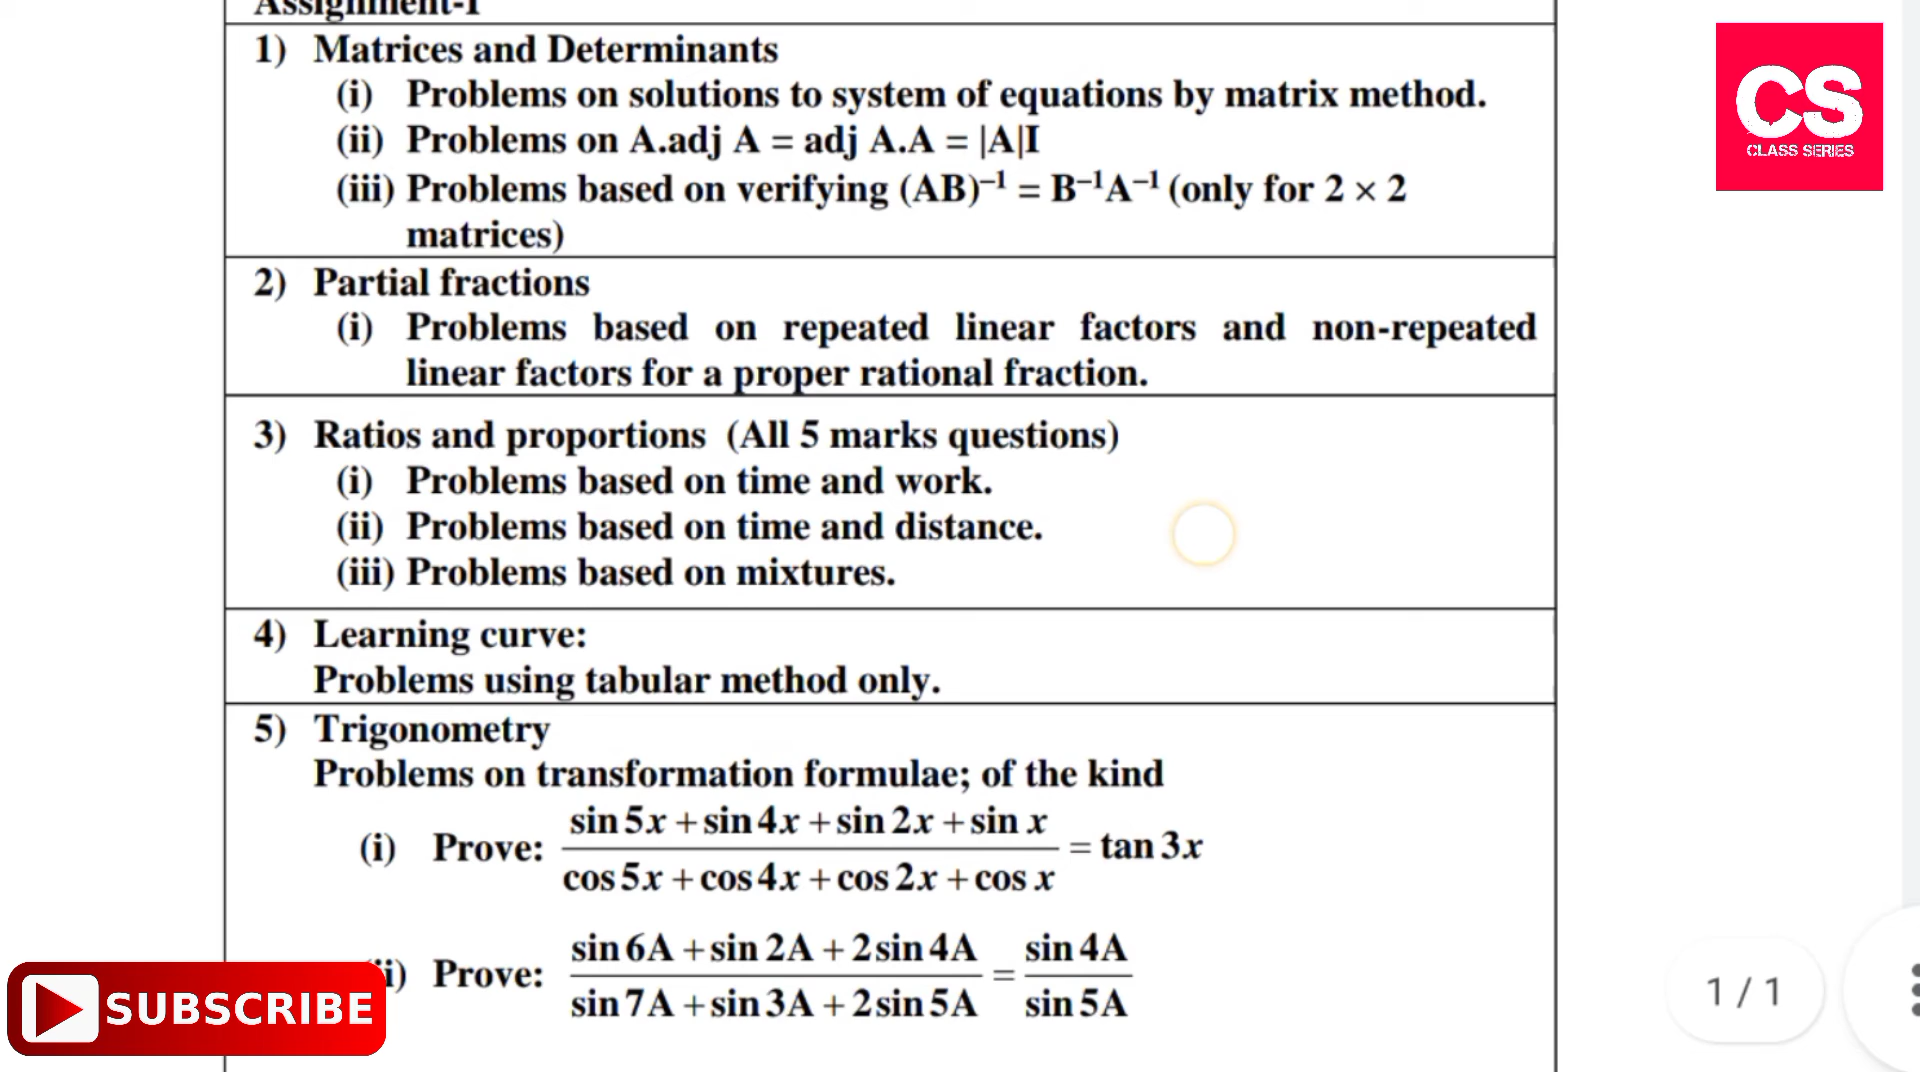 Assignment-I
1) Matrices and Determinants
(i) Problems on solutions to system of equations by matrix method.
(ii) Problems on A.adj A = adj A.A = |A|I
(iii) Problems based on verifying (AB)⁻¹ = B⁻¹A⁻¹ (only for 2 × 2
matrices)
2) Partial fractions
(i) Problems based on repeated linear factors and non-repeated
linear factors for a proper rational fraction.
3) Ratios and proportions (All 5 marks questions)
(i) Problems based on time and work.
(ii) Problems based on time and distance.
(iii) Problems based on mixtures.
4) Learning curve:
Problems using tabular method only.
5) Trigonometry
Problems on transformation formulae; of the kind
(i) Prove: (sin 5x + sin 4x + sin 2x + sin x) / (cos 5x + cos 4x + cos 2x + cos x) = tan 3x
ii) Prove: (sin 6A + sin 2A + 2 sin 4A) / (sin 7A + sin 3A + 2 sin 5A) = sin 4A / sin 5A
CS
CLASS SERIES
SUBSCRIBE
1 / 1